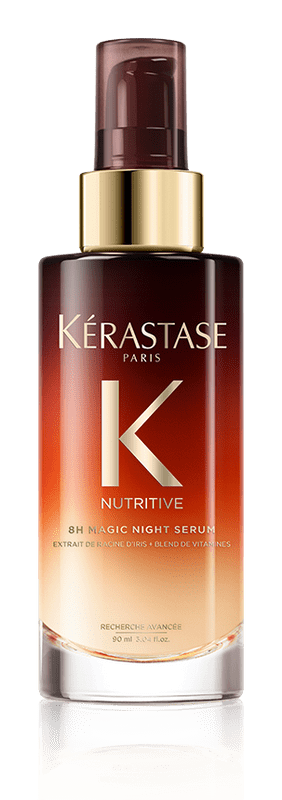 KÉRASTASE
PARIS
K
NUTRITIVE
8H MAGIC NIGHT SERUM
EXTRAIT DE RACINE D'IRIS + BLEND DE VITAMINES
RECHERCHE AVANCÉE
90 ml 3.04 fl.oz.